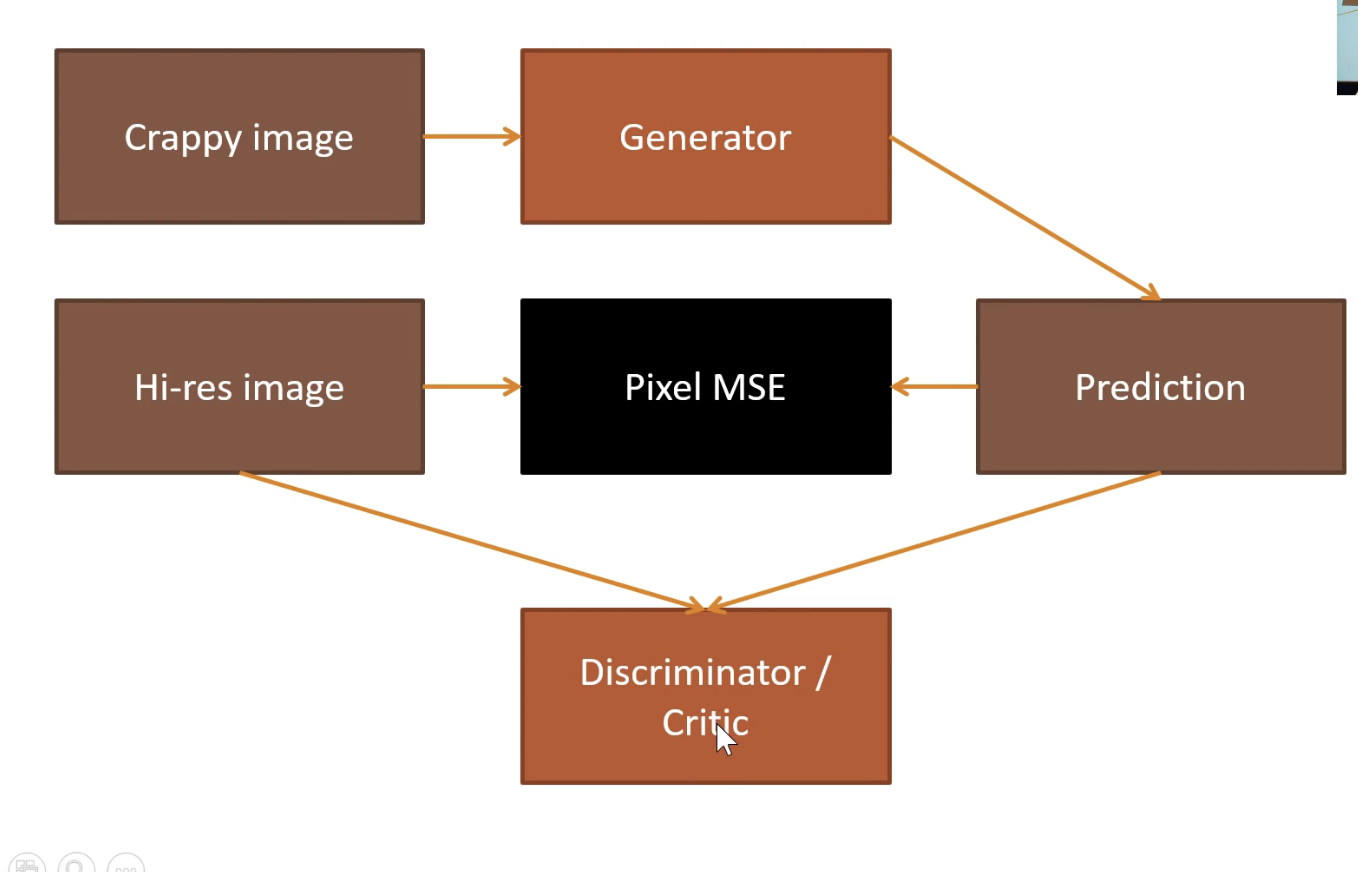 Crappy image
Generator
Hi-res image
Pixel MSE
Prediction
Discriminator /
Critic